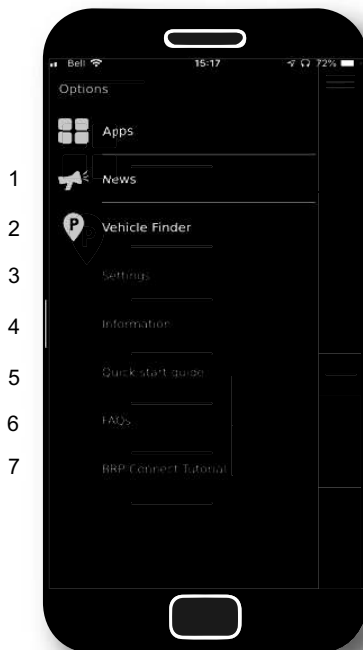 Bell 15:17 72%
Options
Apps
1 News
2 P Vehicle Finder
3 Settings
4 Information
5 Quick start guide
6 FAQs
7 BRP Connect Tutorial